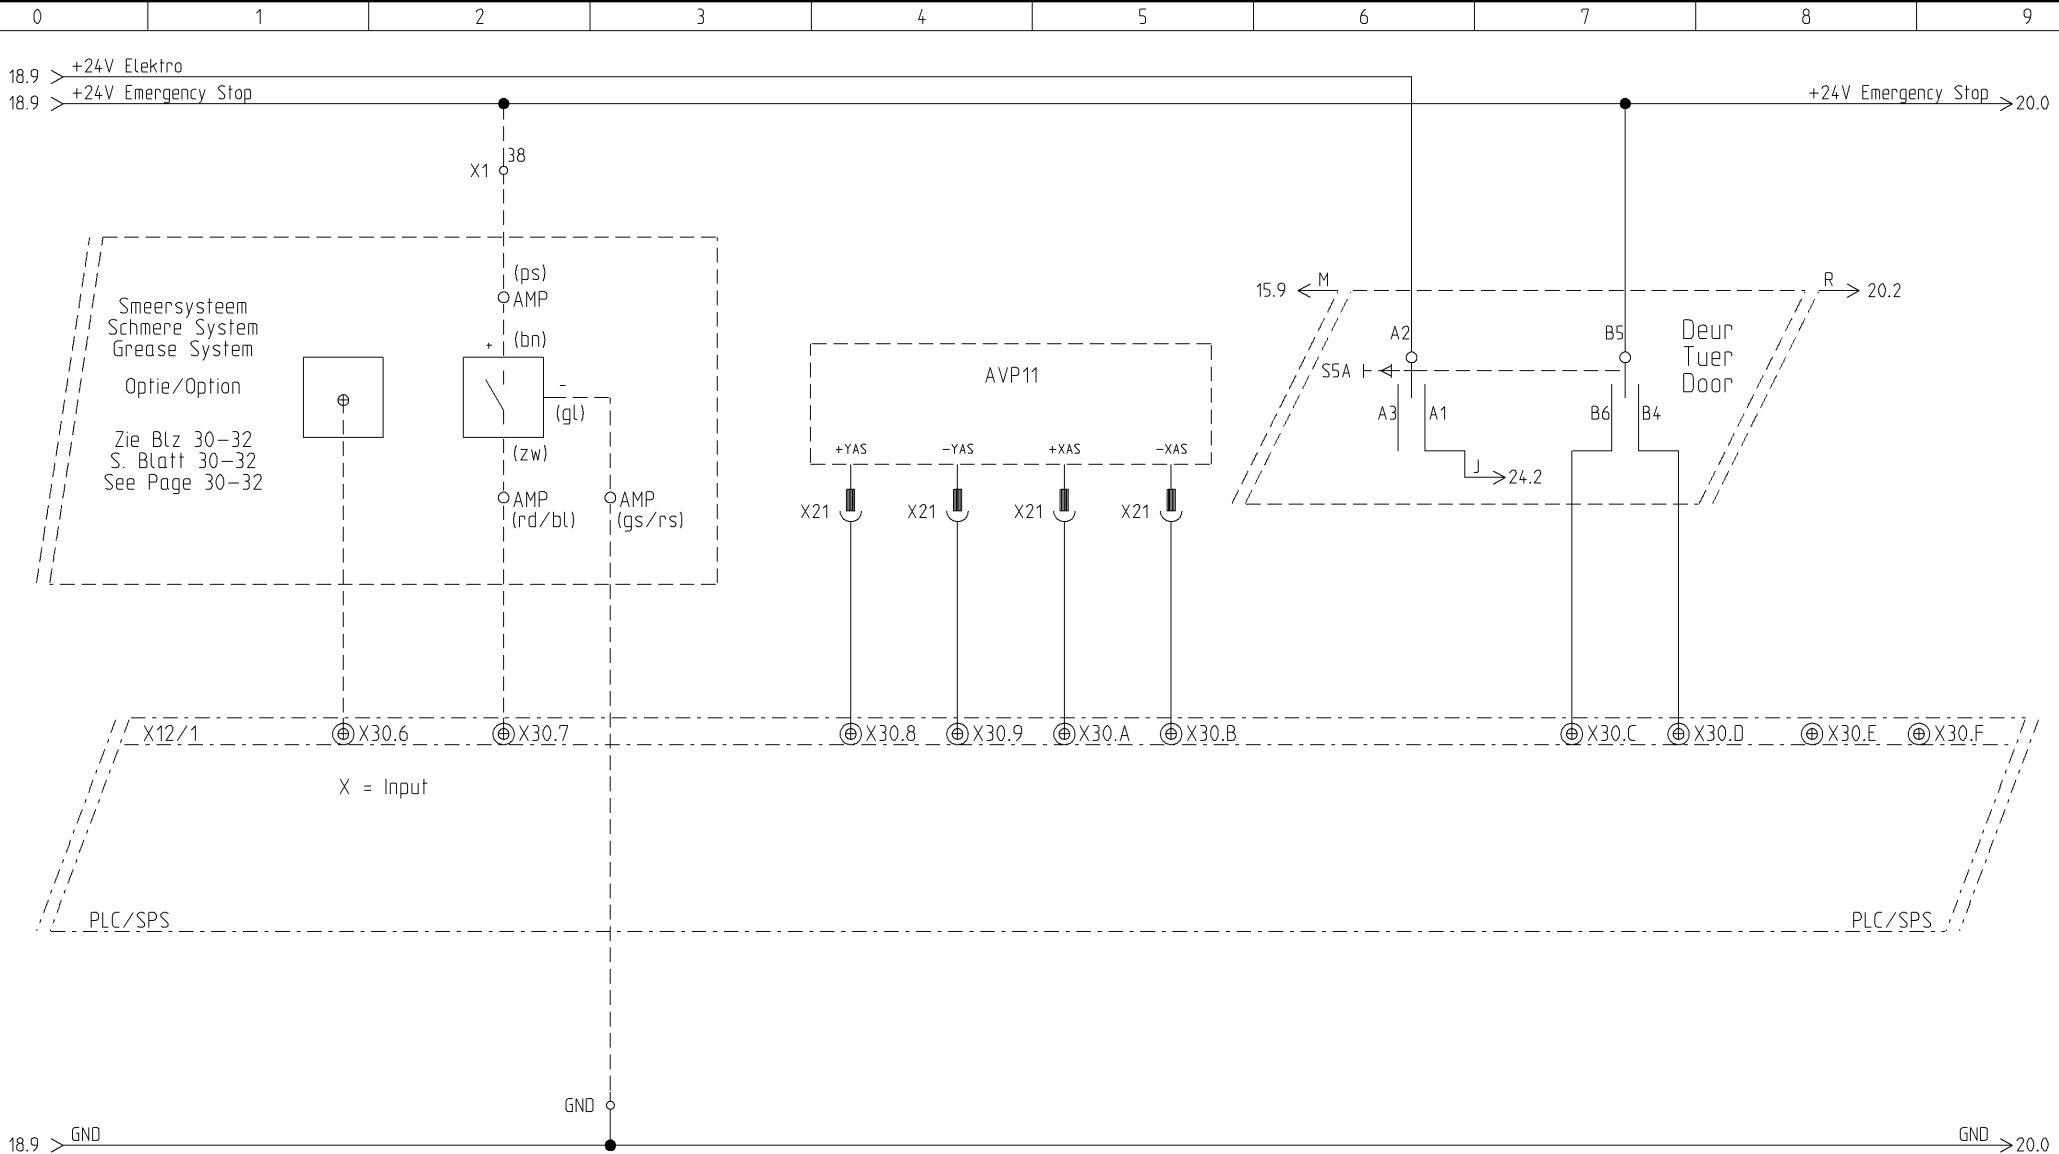 0 1 2 3 4 5 6 7 8 9
+24V Elektro
18.9
+24V Emergency Stop +24V Emergency Stop
18.9 20.0
38
X1
(ps)
AMP
15.9 M R 20.2
Smeersysteem
Schmere System
Grease System
+ (bn)
A2 B5 Deur
Tuer
Door
Optie/Option
-
(gl)
AVP11
S5A
A3 A1 B6 B4
Zie Blz 30-32
S. Blatt 30-32
See Page 30-32
(zw)
+YAS -YAS +XAS -XAS
J 24.2
AMP AMP
(rd/bl) (gs/rs)
X21 X21 X21 X21
X12/1 X30.6 X30.7 X30.8 X30.9 X30.A X30.B X30.C X30.D X30.E X30.F
X = Input
PLC/SPS PLC/SPS
GND
GND GND
18.9 20.0